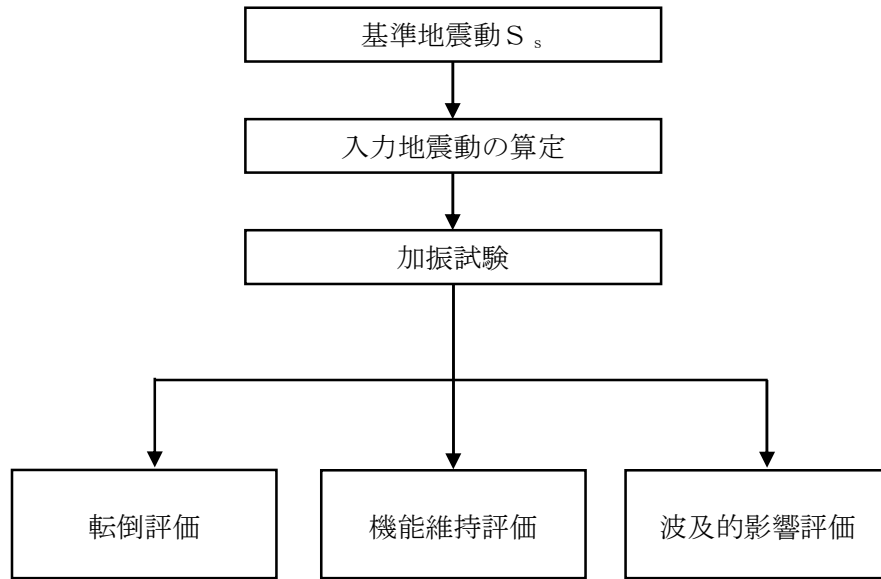 基準地震動Ｓｓ
入力地震動の算定
加振試験
転倒評価
機能維持評価
波及的影響評価